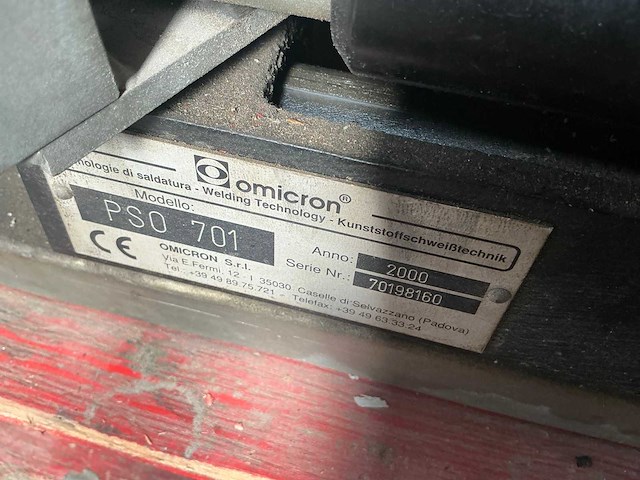 omicron®
di saldatura - Welding Technology - Kunststoffschweißtechnik
Modello:
PSO 701
Anno: 2000
Serie Nr.: 70198160
CE
OMICRON S.r.l.
Via E.Fermi, 12 - I 35030 Caselle di Selvazzano (Padova)
Tel.: +39 49 89.75.721 - Telefax: +39 49 63.33.24